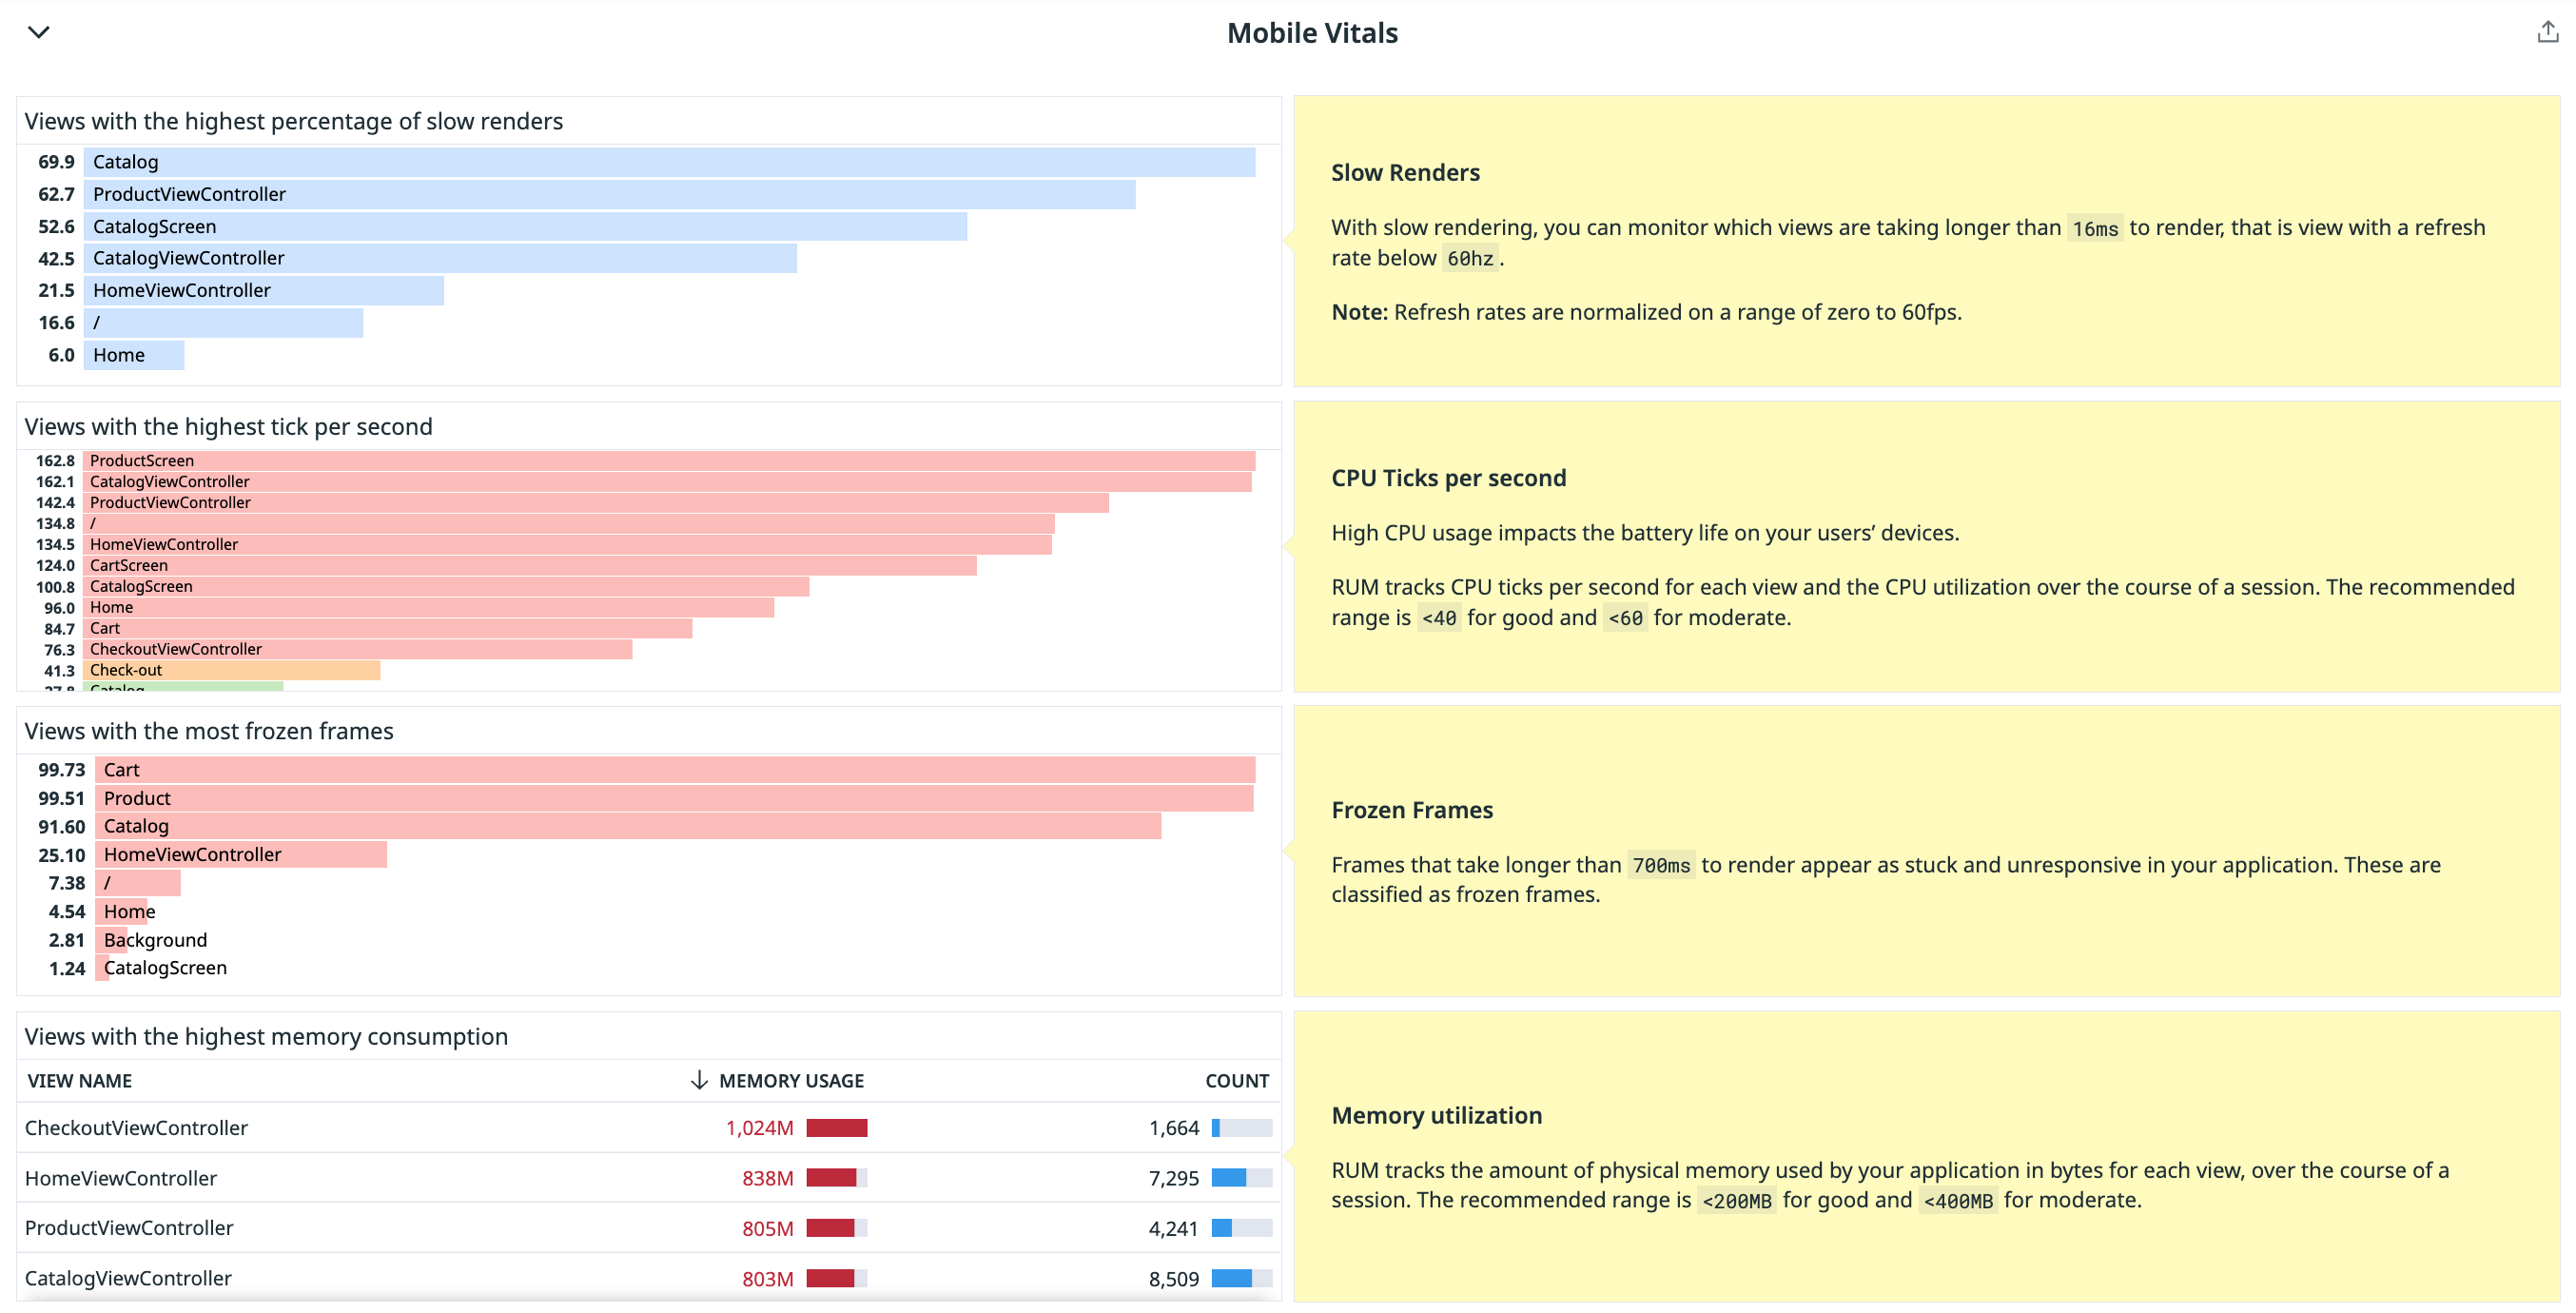 Mobile Vitals
Views with the highest percentage of slow renders
69.9 Catalog
62.7 ProductViewController
52.6 CatalogScreen
42.5 CatalogViewController
21.5 HomeViewController
16.6 /
6.0 Home
Slow Renders
With slow rendering, you can monitor which views are taking longer than 16ms to render, that is view with a refresh
rate below 60hz.
Note: Refresh rates are normalized on a range of zero to 60fps.
Views with the highest tick per second
162.8 ProductScreen
162.1 CatalogViewController
142.4 ProductViewController
134.8 /
134.5 HomeViewController
124.0 CartScreen
100.8 CatalogScreen
96.0 Home
84.7 Cart
76.3 CheckoutViewController
41.3 Check-out
27.8 Catalog
CPU Ticks per second
High CPU usage impacts the battery life on your users’ devices.
RUM tracks CPU ticks per second for each view and the CPU utilization over the course of a session. The recommended
range is <40 for good and <60 for moderate.
Views with the most frozen frames
99.73 Cart
99.51 Product
91.60 Catalog
25.10 HomeViewController
7.38 /
4.54 Home
2.81 Background
1.24 CatalogScreen
Frozen Frames
Frames that take longer than 700ms to render appear as stuck and unresponsive in your application. These are
classified as frozen frames.
Views with the highest memory consumption
VIEW NAME MEMORY USAGE COUNT
CheckoutViewController 1,024M 1,664
HomeViewController 838M 7,295
ProductViewController 805M 4,241
CatalogViewController 803M 8,509
Memory utilization
RUM tracks the amount of physical memory used by your application in bytes for each view, over the course of a
session. The recommended range is <200MB for good and <400MB for moderate.